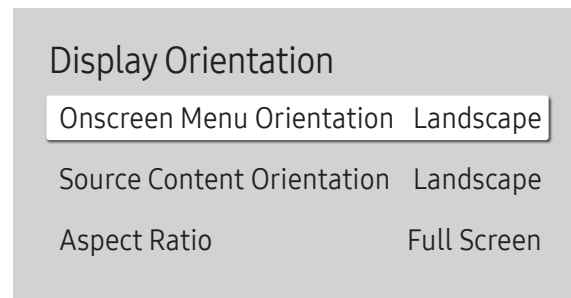 Display Orientation
Onscreen Menu Orientation Landscape
Source Content Orientation Landscape
Aspect Ratio Full Screen